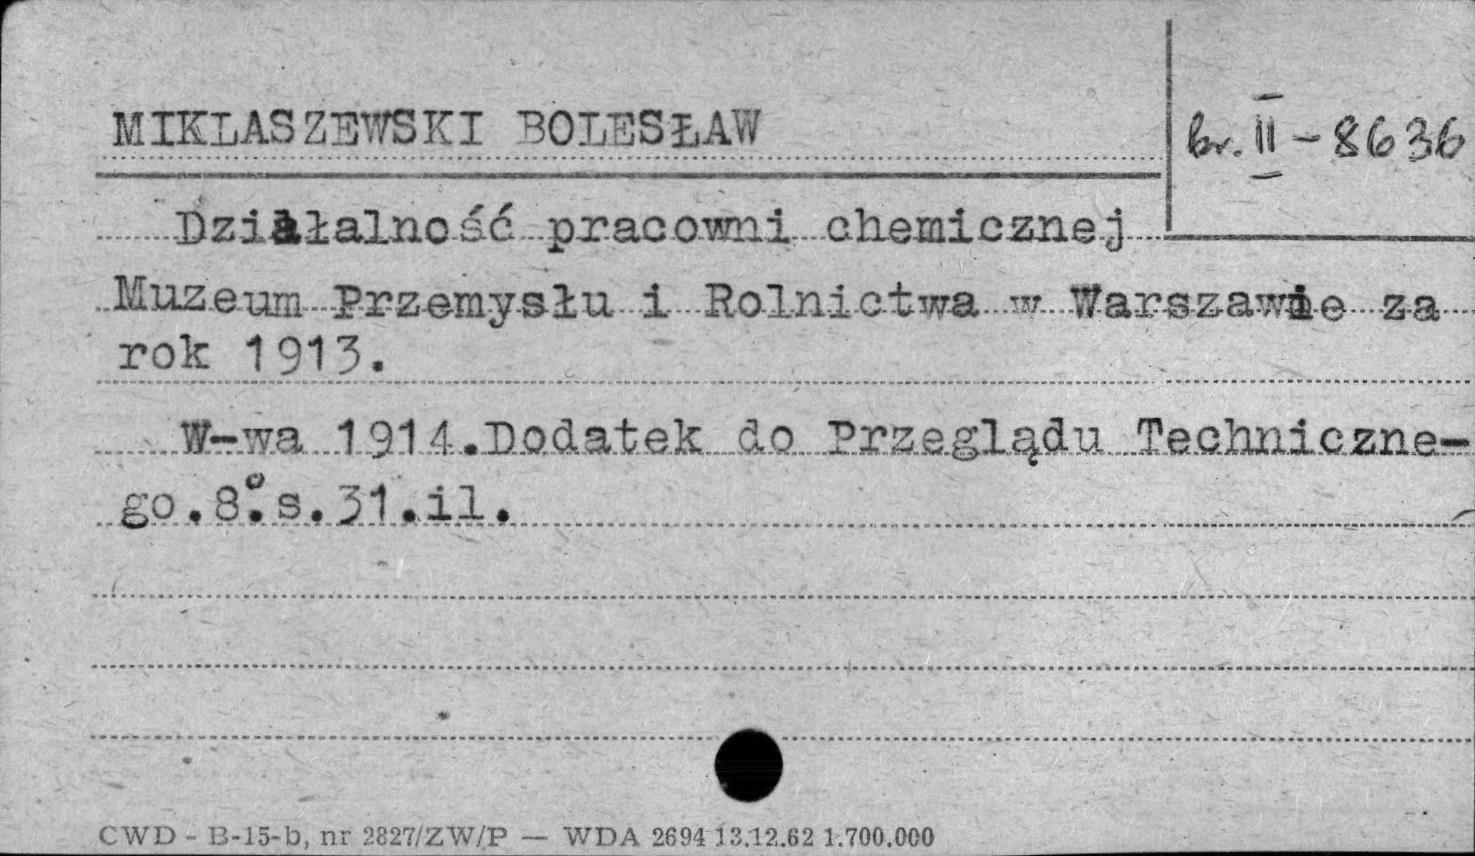 MIKLASZEWSKI BOLESŁAW
br. II - 8636
Działalność pracowni chemicznej
Muzeum Przemysłu i Rolnictwa w Warszawie za
rok 1913.
W-wa 1914.Dodatek do Przeglądu Techniczne-
go.8°.s.31.il.
CWD - B-15-b, nr 2827/ZW/P — WDA 2694 13.12.62 1.700.000